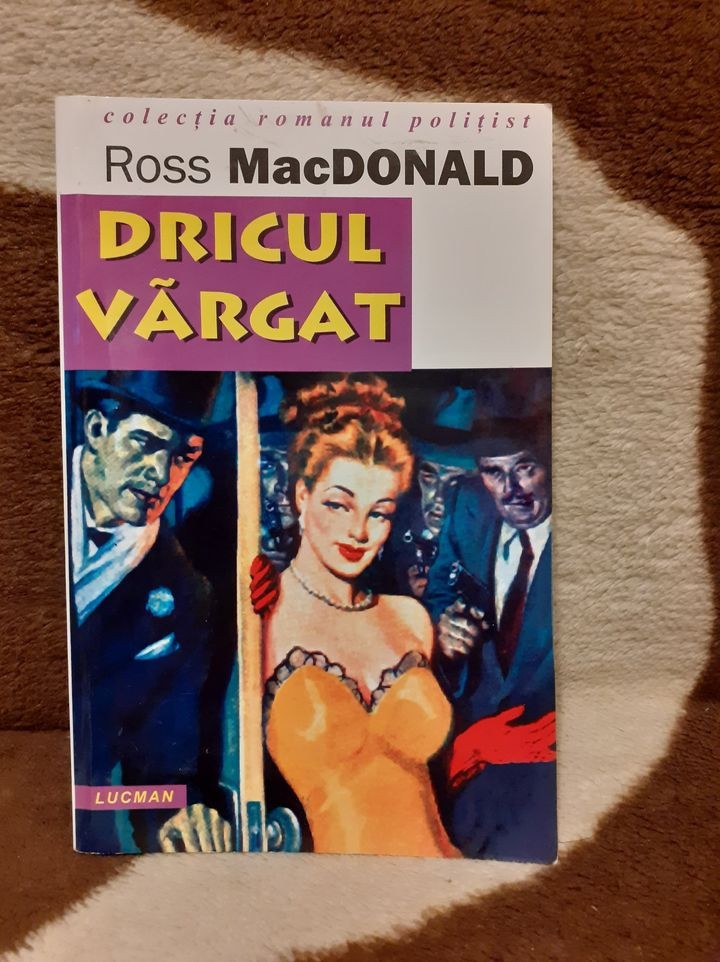 colecția romanul polițist
Ross MacDONALD
DRICUL
VÃRGAT
LUCMAN